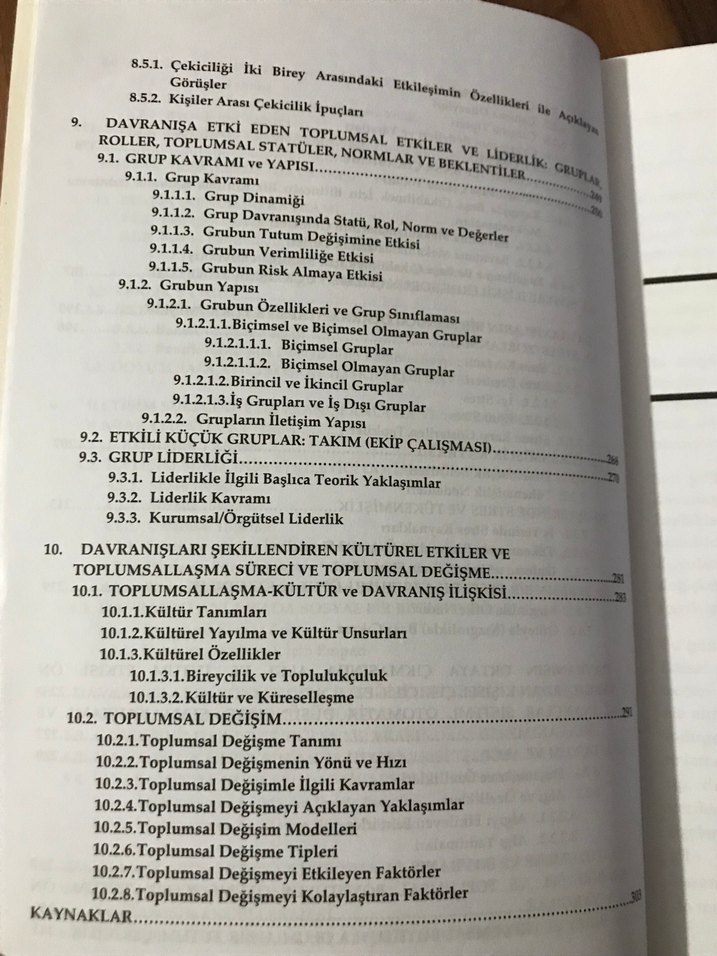 8.5.1. Çekiciliği İki Birey Arasındaki Etkileşimin Özellikleri ile Açıklayan
Görüşler
8.5.2. Kişiler Arası Çekicilik İpuçları
9. DAVRANIŞA ETKİ EDEN TOPLUMSAL ETKİLER VE LİDERLİK: GRUPLAR,
ROLLER, TOPLUMSAL STATÜLER, NORMLAR VE BEKLENTİLER
9.1. GRUP KAVRAMI ve YAPISI
9.1.1. Grup Kavramı
9.1.1.1. Grup Dinamiği
9.1.1.2. Grup Davranışında Statü, Rol, Norm ve Değerler
9.1.1.3. Grubun Tutum Değişimine Etkisi
9.1.1.4. Grubun Verimliliğe Etkisi
9.1.1.5. Grubun Risk Almaya Etkisi
9.1.2. Grubun Yapısı
9.1.2.1. Grubun Özellikleri ve Grup Sınıflaması
9.1.2.1.1.Biçimsel ve Biçimsel Olmayan Gruplar
9.1.2.1.1.1. Biçimsel Gruplar
9.1.2.1.1.2. Biçimsel Olmayan Gruplar
9.1.2.1.2.Birincil ve İkincil Gruplar
9.1.2.1.3.İş Grupları ve İş Dışı Gruplar
9.1.2.2. Grupların İletişim Yapısı
9.2. ETKİLİ KÜÇÜK GRUPLAR: TAKIM (EKİP ÇALIŞMASI)..........268
9.3. GRUP LİDERLİĞİ..........270
9.3.1. Liderlikle İlgili Başlıca Teorik Yaklaşımlar
9.3.2. Liderlik Kavramı
9.3.3. Kurumsal/Örgütsel Liderlik
10. DAVRANIŞLARI ŞEKİLLENDİREN KÜLTÜREL ETKİLER VE
TOPLUMSALLAŞMA SÜRECİ VE TOPLUMSAL DEĞİŞME..........281
10.1. TOPLUMSALLAŞMA-KÜLTÜR ve DAVRANIŞ İLİŞKİSİ..........283
10.1.1.Kültür Tanımları
10.1.2.Kültürel Yayılma ve Kültür Unsurları
10.1.3.Kültürel Özellikler
10.1.3.1.Bireycilik ve Toplulukçuluk
10.1.3.2.Kültür ve Küreselleşme
10.2. TOPLUMSAL DEĞİŞİM..........291
10.2.1.Toplumsal Değişme Tanımı
10.2.2.Toplumsal Değişmenin Yönü ve Hızı
10.2.3.Toplumsal Değişimle İlgili Kavramlar
10.2.4.Toplumsal Değişmeyi Açıklayan Yaklaşımlar
10.2.5.Toplumsal Değişim Modelleri
10.2.6.Toplumsal Değişme Tipleri
10.2.7.Toplumsal Değişmeyi Etkileyen Faktörler
10.2.8.Toplumsal Değişmeyi Kolaylaştıran Faktörler
KAYNAKLAR..........303